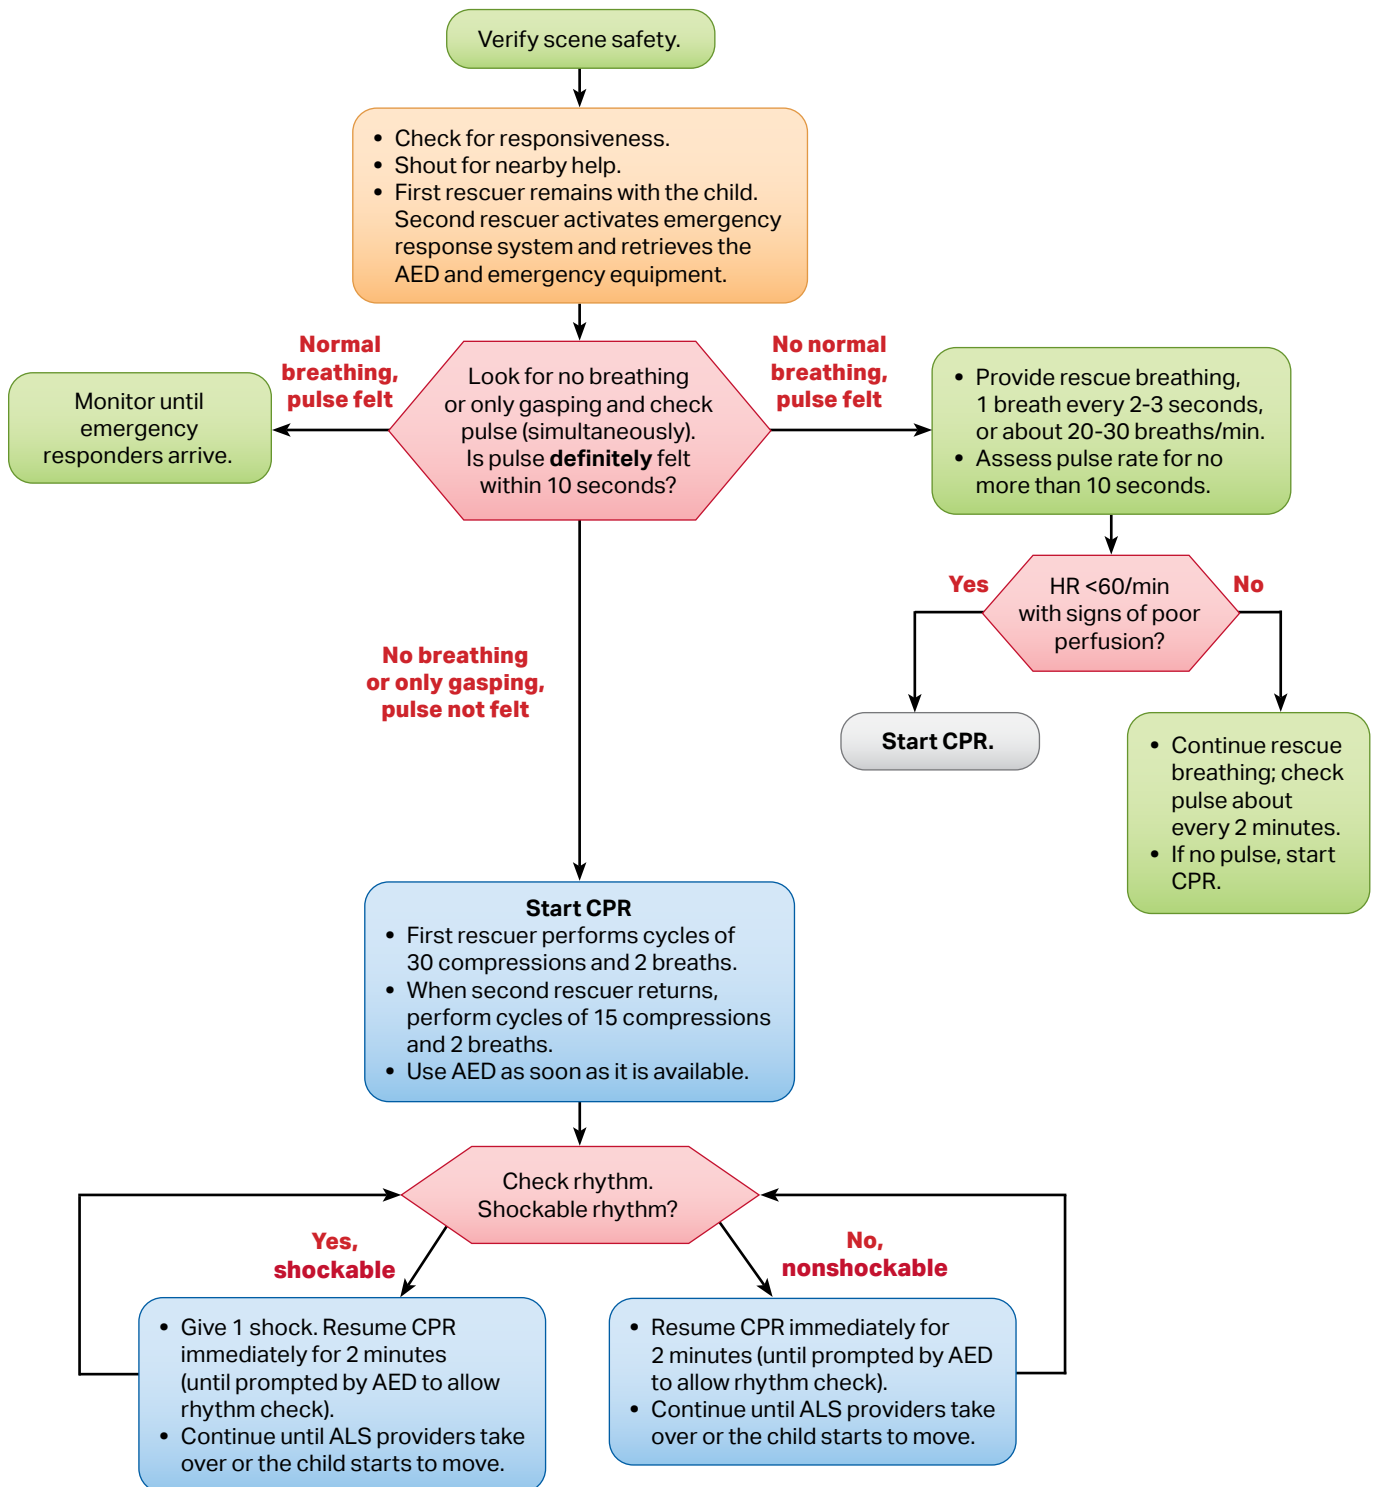 Verify scene safety.
• Check for responsiveness.
• Shout for nearby help.
• First rescuer remains with the child.
Second rescuer activates emergency
response system and retrieves the
AED and emergency equipment.
Normal
breathing,
pulse felt
Look for no breathing
or only gasping and check
pulse (simultaneously).
Is pulse definitely felt
within 10 seconds?
No normal
breathing,
pulse felt
Monitor until
emergency
responders arrive.
• Provide rescue breathing,
1 breath every 2-3 seconds,
or about 20-30 breaths/min.
• Assess pulse rate for no
more than 10 seconds.
Yes
HR <60/min
with signs of poor
perfusion?
No
No breathing
or only gasping,
pulse not felt
Start CPR.
• Continue rescue
breathing; check
pulse about
every 2 minutes.
• If no pulse, start
CPR.
Start CPR
• First rescuer performs cycles of
30 compressions and 2 breaths.
• When second rescuer returns,
perform cycles of 15 compressions
and 2 breaths.
• Use AED as soon as it is available.
Check rhythm.
Shockable rhythm?
Yes,
shockable
No,
nonshockable
• Give 1 shock. Resume CPR
immediately for 2 minutes
(until prompted by AED to allow
rhythm check).
• Continue until ALS providers take
over or the child starts to move.
• Resume CPR immediately for
2 minutes (until prompted by AED
to allow rhythm check).
• Continue until ALS providers take
over or the child starts to move.